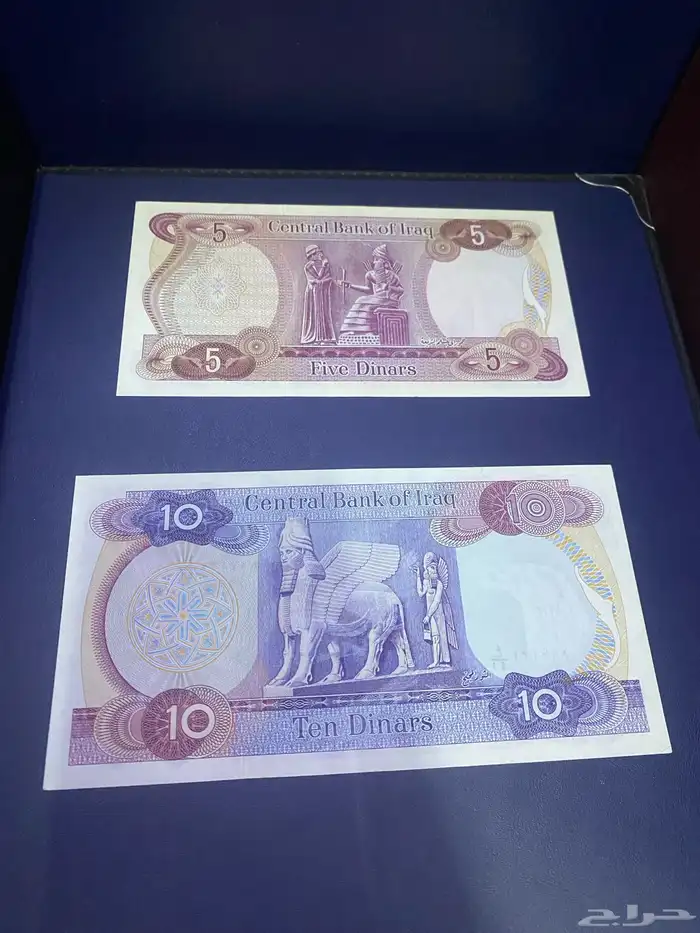 5
Central Bank of Iraq
5
5
Five Dinars
5
10
Central Bank of Iraq
10
10
Ten Dinars
10
حراج